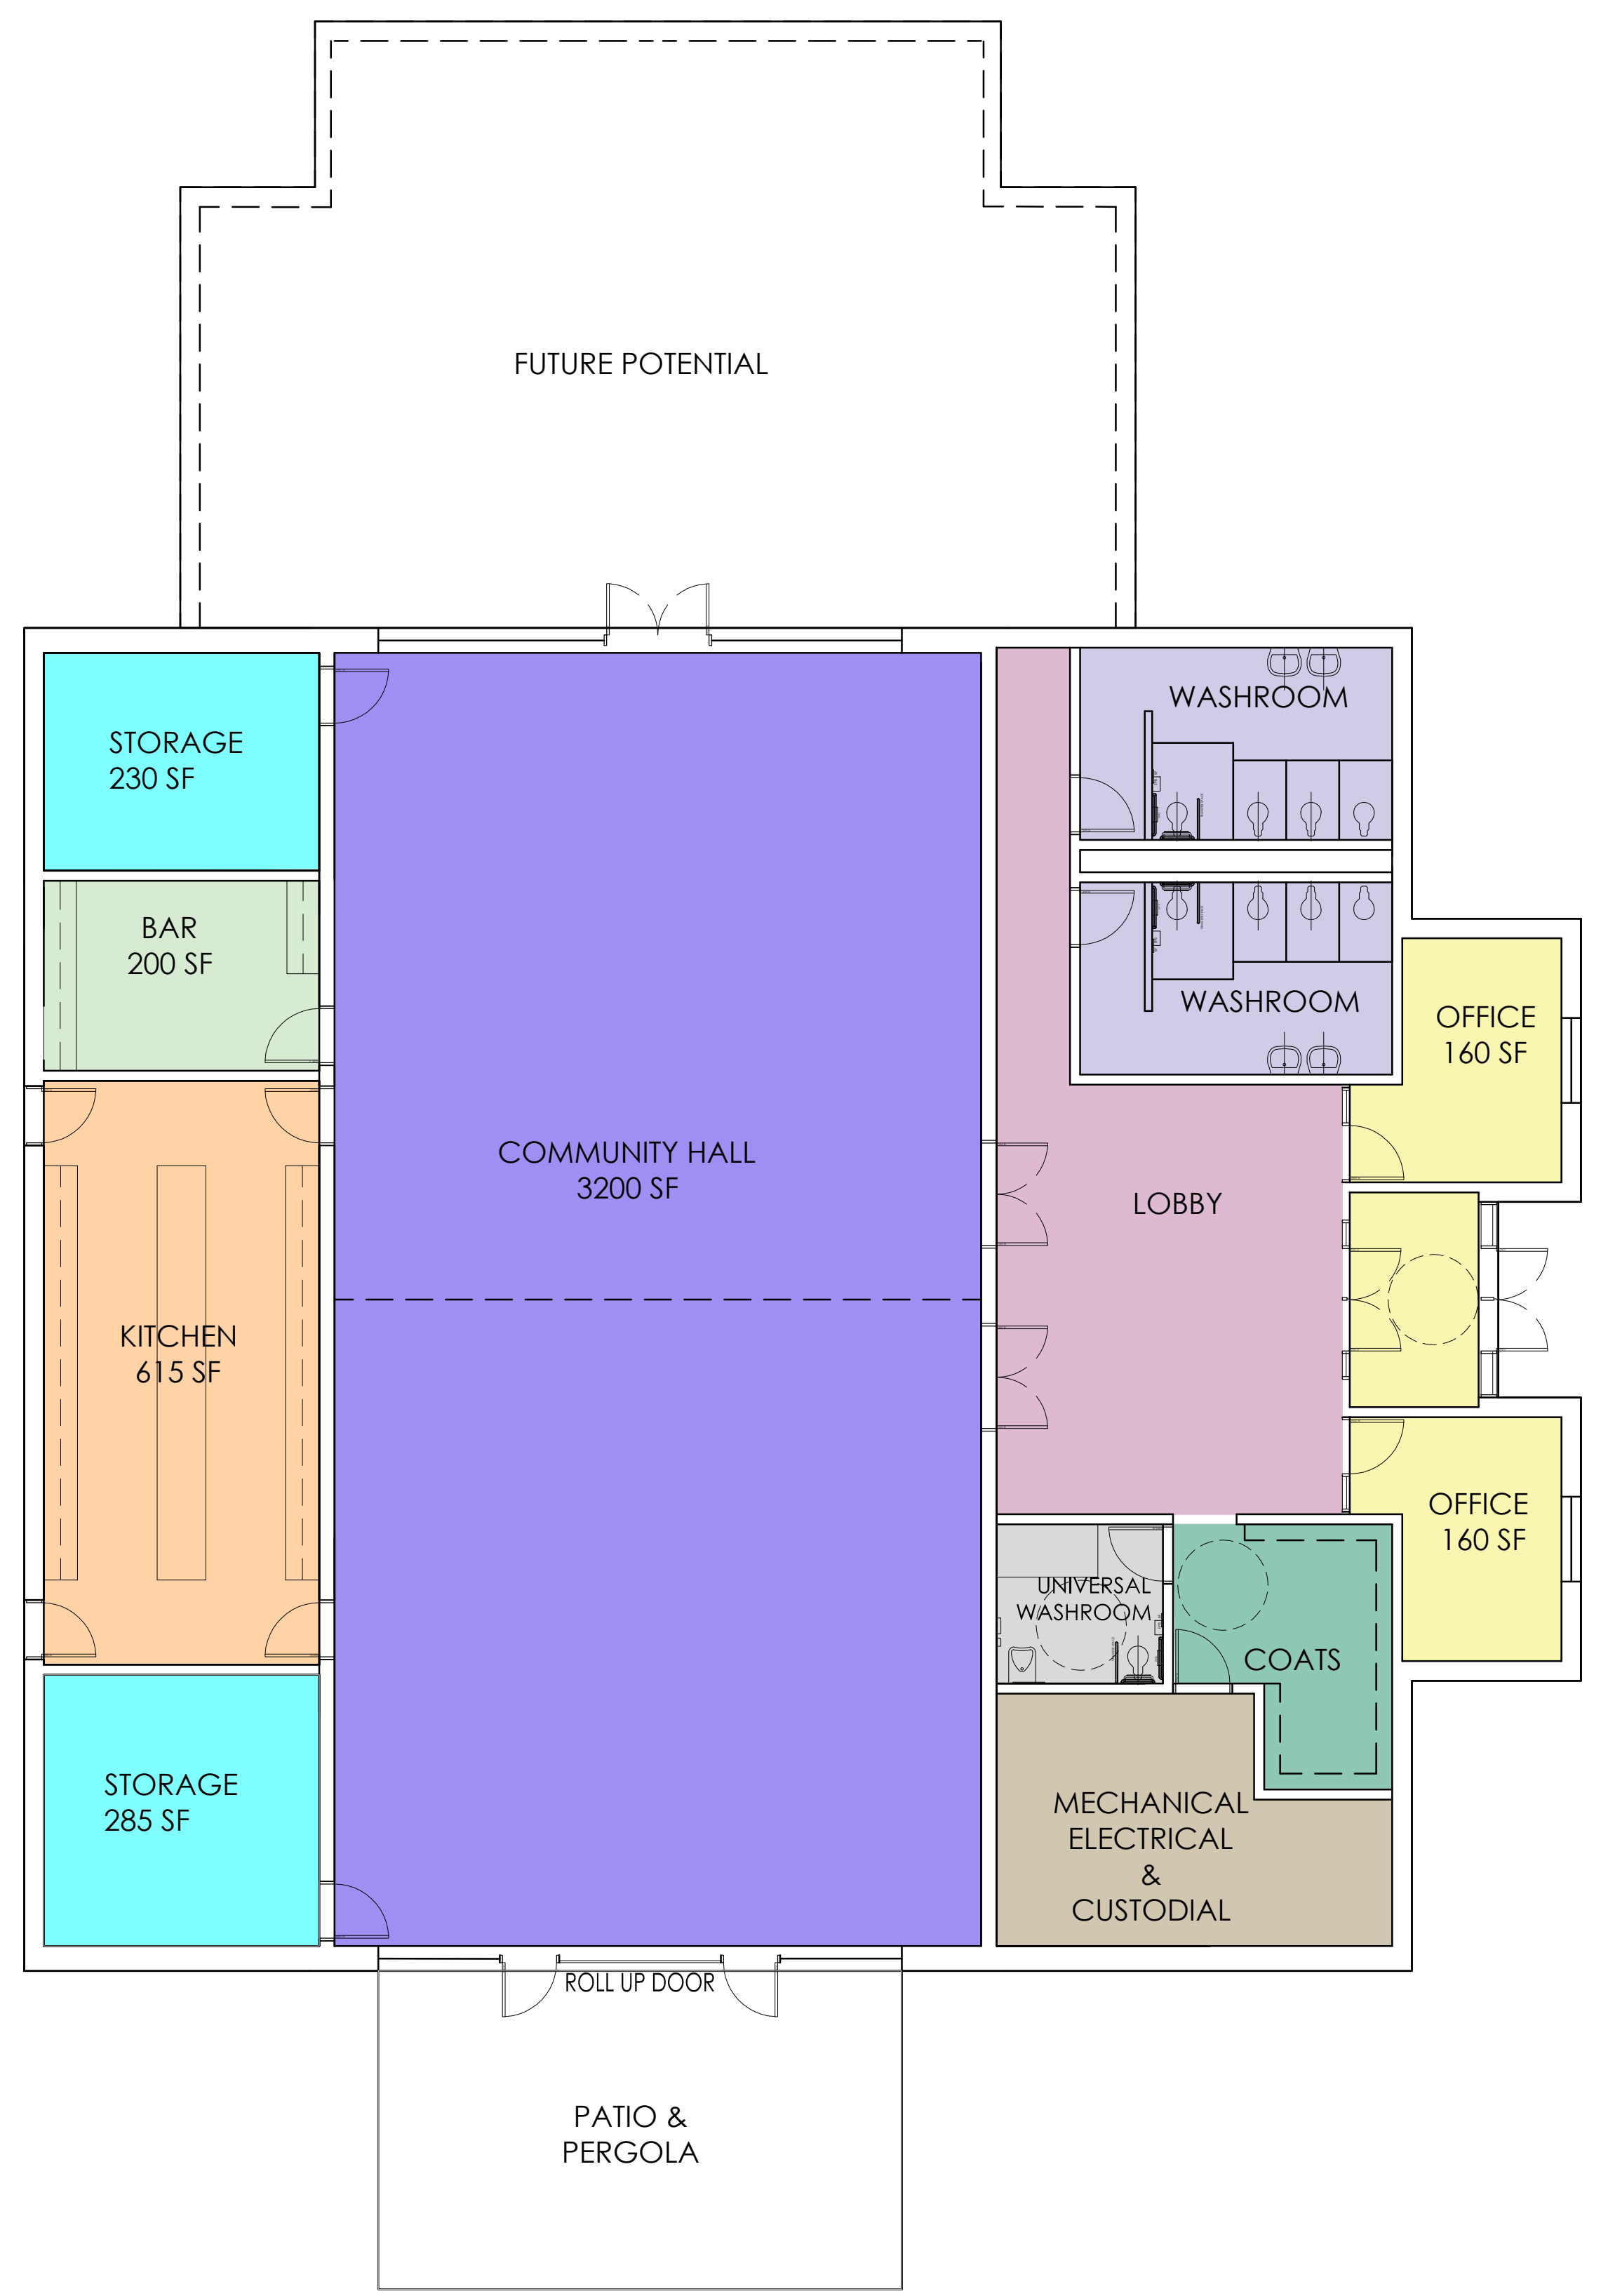 FUTURE POTENTIAL
WASHROOM
STORAGE
230 SF
BAR
200 SF
WASHROOM
OFFICE
160 SF
COMMUNITY HALL
3200 SF
LOBBY
KITCHEN
615 SF
OFFICE
160 SF
UNIVERSAL
WASHROOM
COATS
STORAGE
285 SF
MECHANICAL
ELECTRICAL
&
CUSTODIAL
ROLL UP DOOR
PATIO &
PERGOLA